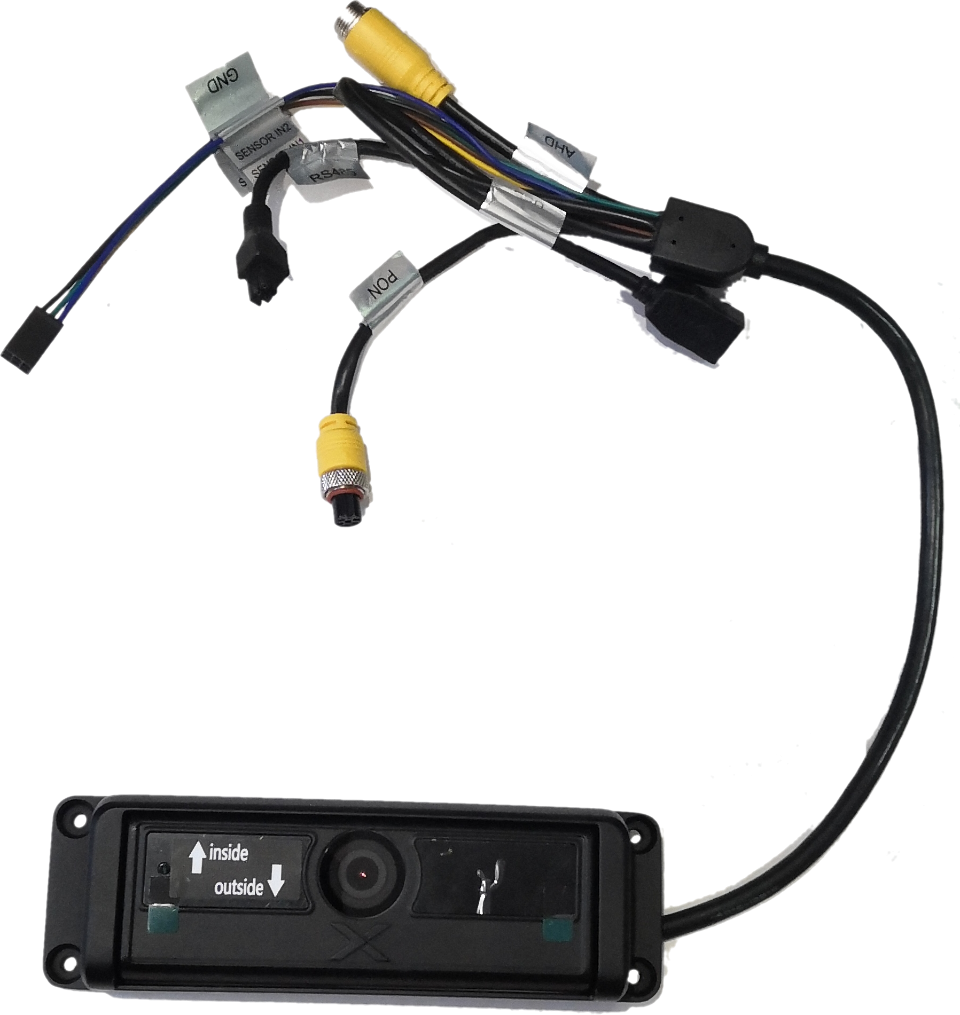 GND
SENSOR IN2
RS485
AHD
PON
inside
outside
X